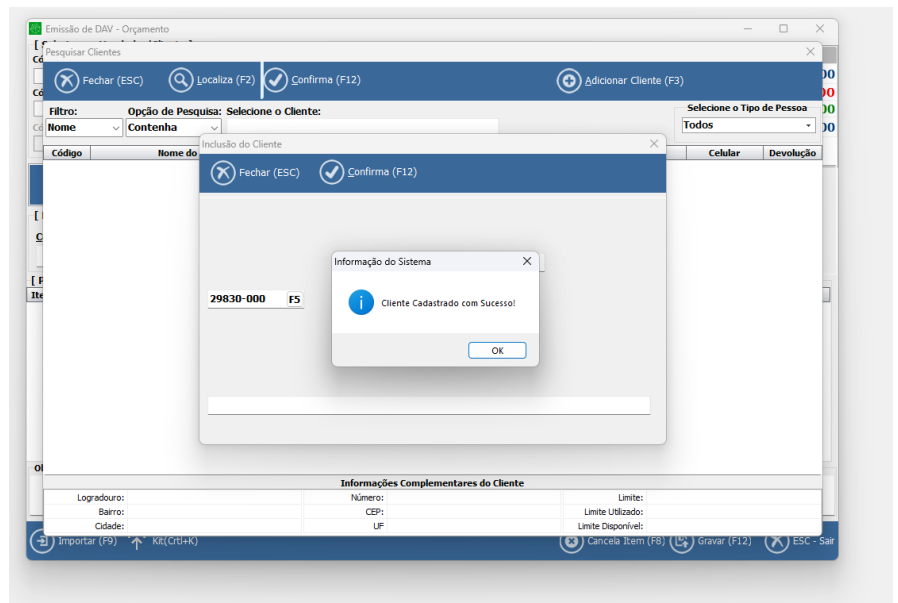 Emissão de DAV - Orçamento
Pesquisar Clientes
Fechar (ESC) Localiza (F2) Confirma (F12) Adicionar Cliente (F3)
Filtro: Opção de Pesquisa: Selecione o Cliente: Selecione o Tipo de Pessoa
Nome Contenha Todos
Código Nome do Celular Devolução
Inclusão do Cliente
Fechar (ESC) Confirma (F12)
Informação do Sistema
29830-000 F5
Cliente Cadastrado com Sucesso!
OK
Informações Complementares do Cliente
Logradouro: Número: Limite:
Bairro: CEP: Limite Utilizado:
Cidade: UF Limite Disponível:
Importar (F9) Kit(Crtl+K) Cancela Item (F8) Gravar (F12) ESC - Sair